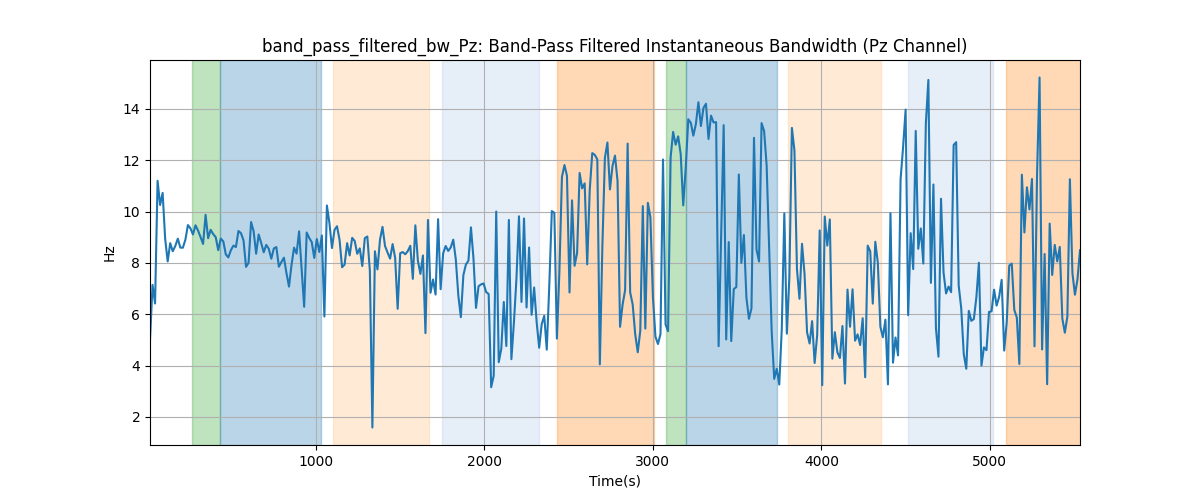 band_pass_filtered_bw_Pz: Band-Pass Filtered Instantaneous Bandwidth (Pz Channel)
Hz
14
12
10
8
6
4
2
1000 2000 3000 4000 5000
Time(s)